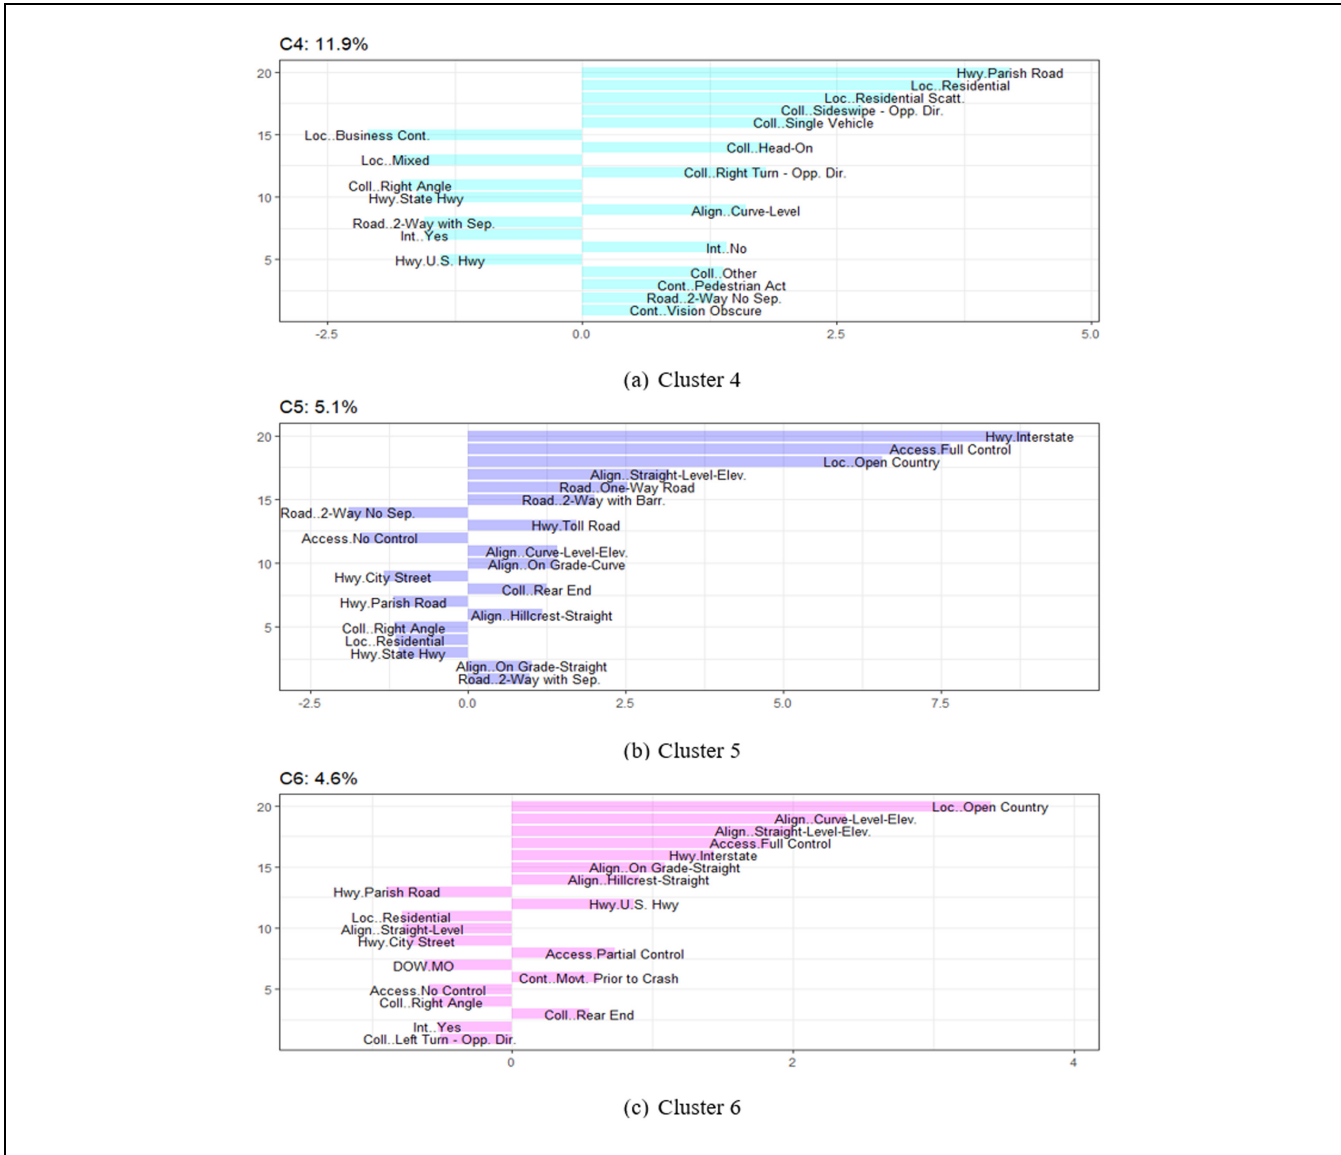 C4: 11.9%
20
Hwy.Parish Road
Loc..Residential
Loc..Residential Scatt.
Coll..Sideswipe - Opp. Dir.
Coll..Single Vehicle
15
Loc..Business Cont.
Coll..Head-On
Loc..Mixed
Coll..Right Turn - Opp. Dir.
Coll..Right Angle
10
Hwy.State Hwy
Align..Curve-Level
Road..2-Way with Sep.
Int..Yes
Int..No
5
Hwy.U.S. Hwy
Coll..Other
Cont..Pedestrian Act
Road..2-Way No Sep.
Cont..Vision Obscure
-2.5 0.0 2.5 5.0
(a) Cluster 4
C5: 5.1%
20
Hwy.Interstate
Access.Full Control
Loc..Open Country
Align..Straight-Level-Elev.
Road..One-Way Road
15
Road..2-Way with Barr.
Road..2-Way No Sep.
Hwy.Toll Road
Access.No Control
Align..Curve-Level-Elev.
10
Align..On Grade-Curve
Hwy.City Street
Coll..Rear End
Hwy.Parish Road
Align..Hillcrest-Straight
5
Coll..Right Angle
Loc..Residential
Hwy.State Hwy
Align..On Grade-Straight
Road..2-Way with Sep.
-2.5 0.0 2.5 5.0 7.5
(b) Cluster 5
C6: 4.6%
20
Loc..Open Country
Align..Curve-Level-Elev.
Align..Straight-Level-Elev.
Access.Full Control
Hwy.Interstate
15
Align..On Grade-Straight
Align..Hillcrest-Straight
Hwy.Parish Road
Hwy.U.S. Hwy
Loc..Residential
10
Align..Straight-Level
Hwy.City Street
Access.Partial Control
DOW.MO
Cont..Movt. Prior to Crash
5
Access.No Control
Coll..Right Angle
Coll..Rear End
Int..Yes
Coll..Left Turn - Opp. Dir.
0 2 4
(c) Cluster 6